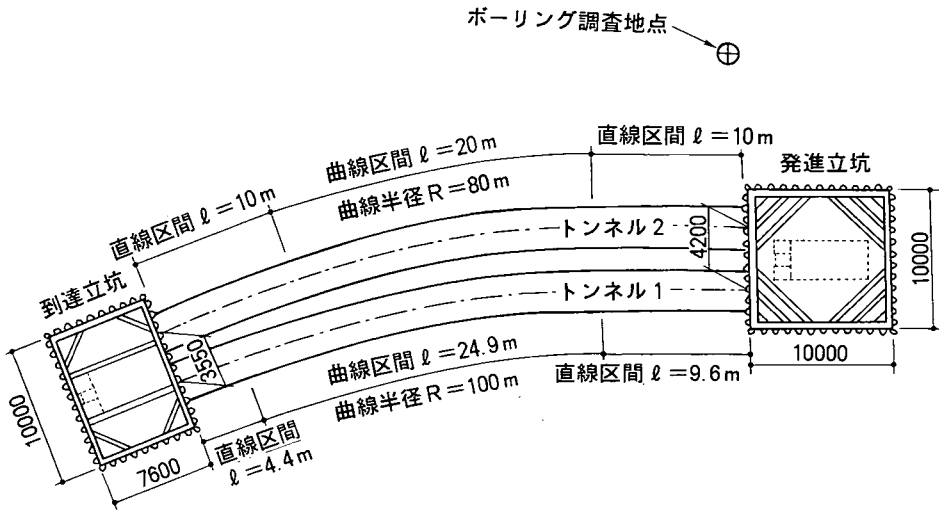 ボーリング調査地点
直線区間 ℓ=10m
曲線区間 ℓ=20m
曲線半径 R=80m
直線区間 ℓ=10m
発進立坑
トンネル2
4200
10000
到達立坑
トンネル1
3550
曲線区間 ℓ=24.9m
曲線半径 R=100m
直線区間 ℓ=9.6m
10000
10000
7600
直線区間
ℓ=4.4m